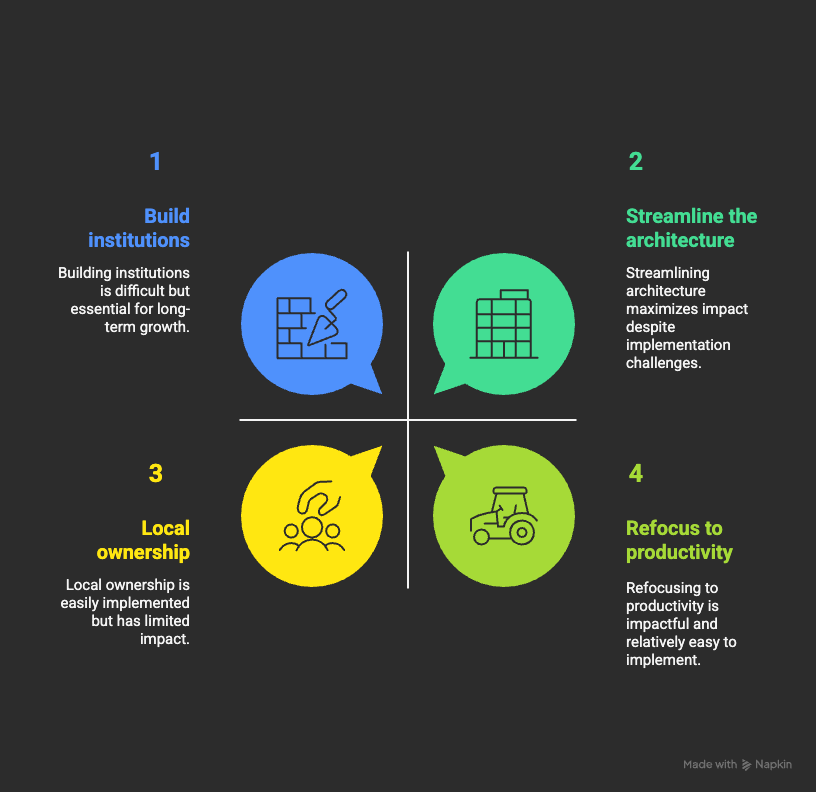 1
Build
institutions
Building institutions
is difficult but
essential for long-
term growth.
2
Streamline the
architecture
Streamlining
architecture
maximizes impact
despite
implementation
challenges.
3
Local
ownership
Local ownership is
easily implemented
but has limited
impact.
4
Refocus to
productivity
Refocusing to
productivity is
impactful and
relatively easy to
implement.
Made with Napkin